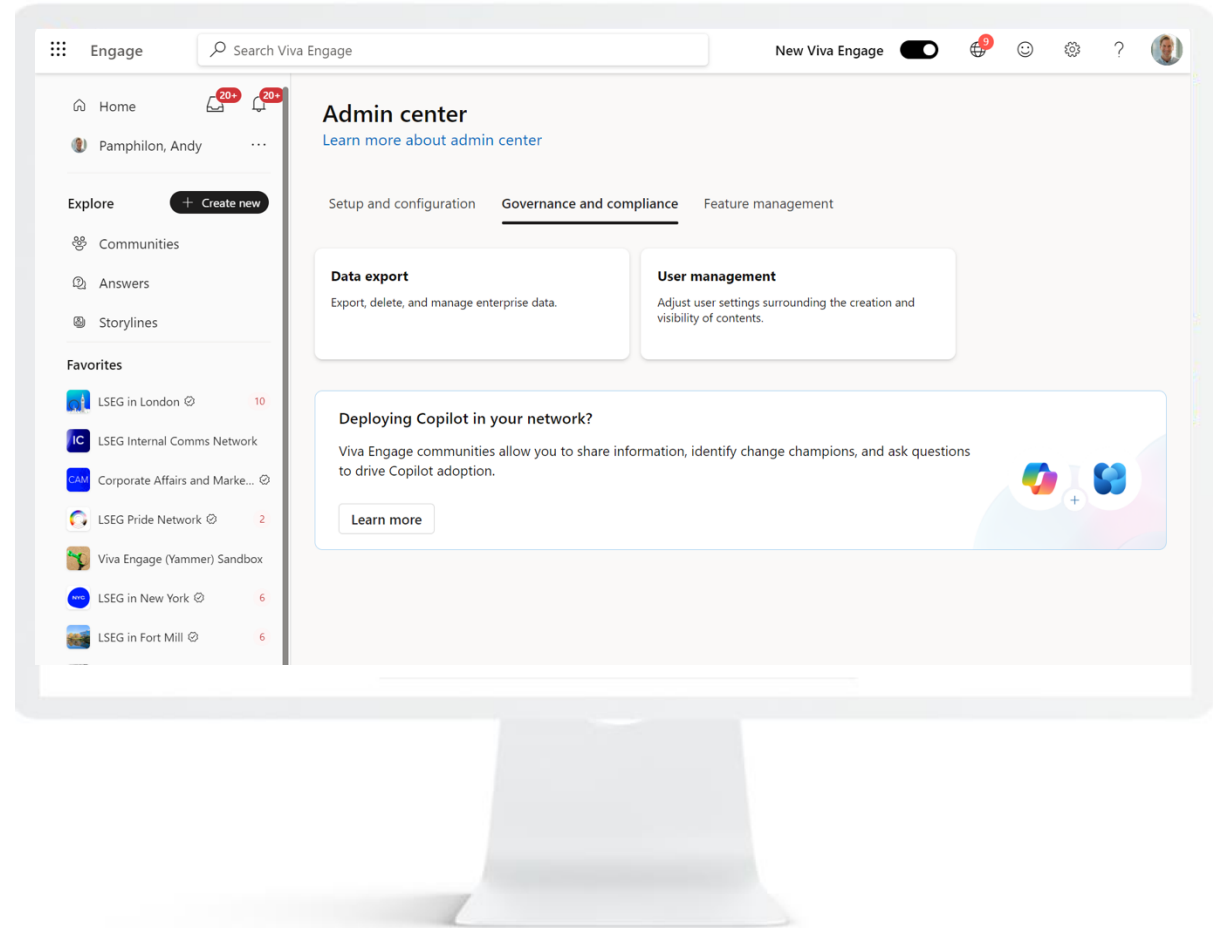 Engage
Search Viva Engage
New Viva Engage
9
?
Home
20+
20+
Pamphilon, Andy
...
Explore
+ Create new
Communities
Answers
Storylines
Favorites
LSEG in London
10
IC
LSEG Internal Comms Network
CAM
Corporate Affairs and Marke...
LSEG Pride Network
2
Viva Engage (Yammer) Sandbox
NYC
LSEG in New York
6
LSEG in Fort Mill
6
Admin center
Learn more about admin center
Setup and configuration
Governance and compliance
Feature management
Data export
Export, delete, and manage enterprise data.
User management
Adjust user settings surrounding the creation and
visibility of contents.
Deploying Copilot in your network?
Viva Engage communities allow you to share information, identify change champions, and ask questions
to drive Copilot adoption.
Learn more
+